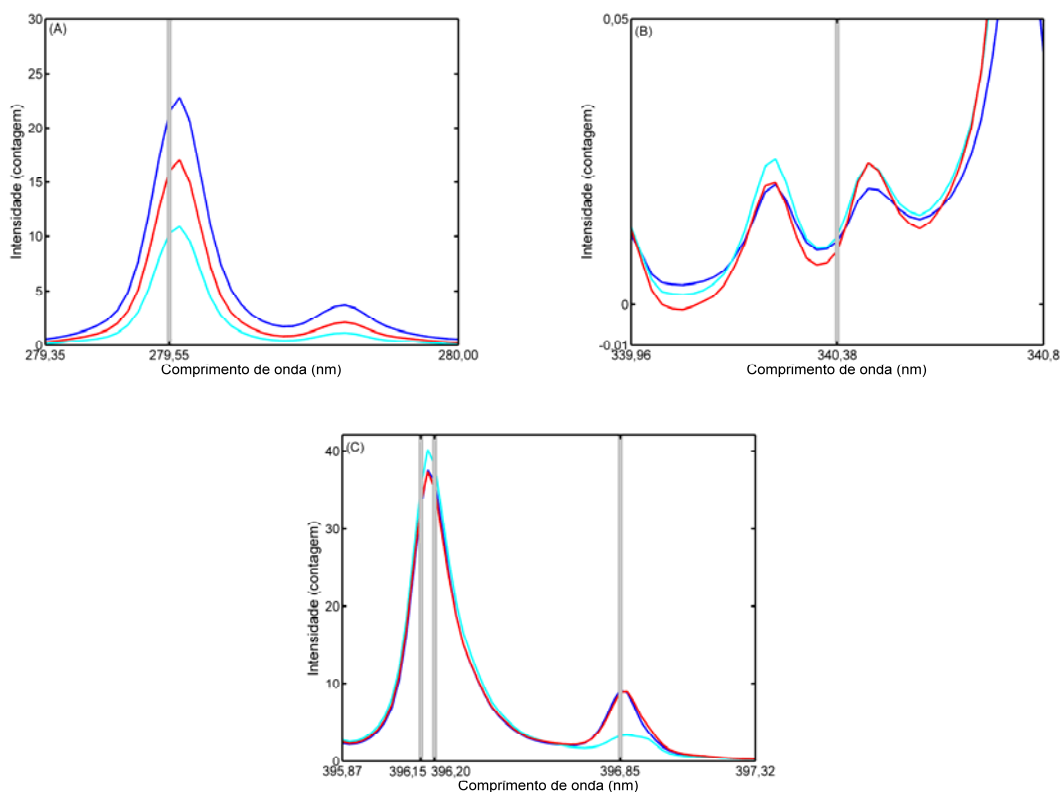 (A)
Intensidade (contagem)
30
25
20
15
10
5
0
279,35
279,55
280,00
Comprimento de onda (nm)
(B)
Intensidade (contagem)
0,05
0
-0,01
339,96
340,38
340,8
Comprimento de onda (nm)
(C)
Intensidade (contagem)
40
30
20
10
0
395,87
396,15
396,20
396,85
397,32
Comprimento de onda (nm)